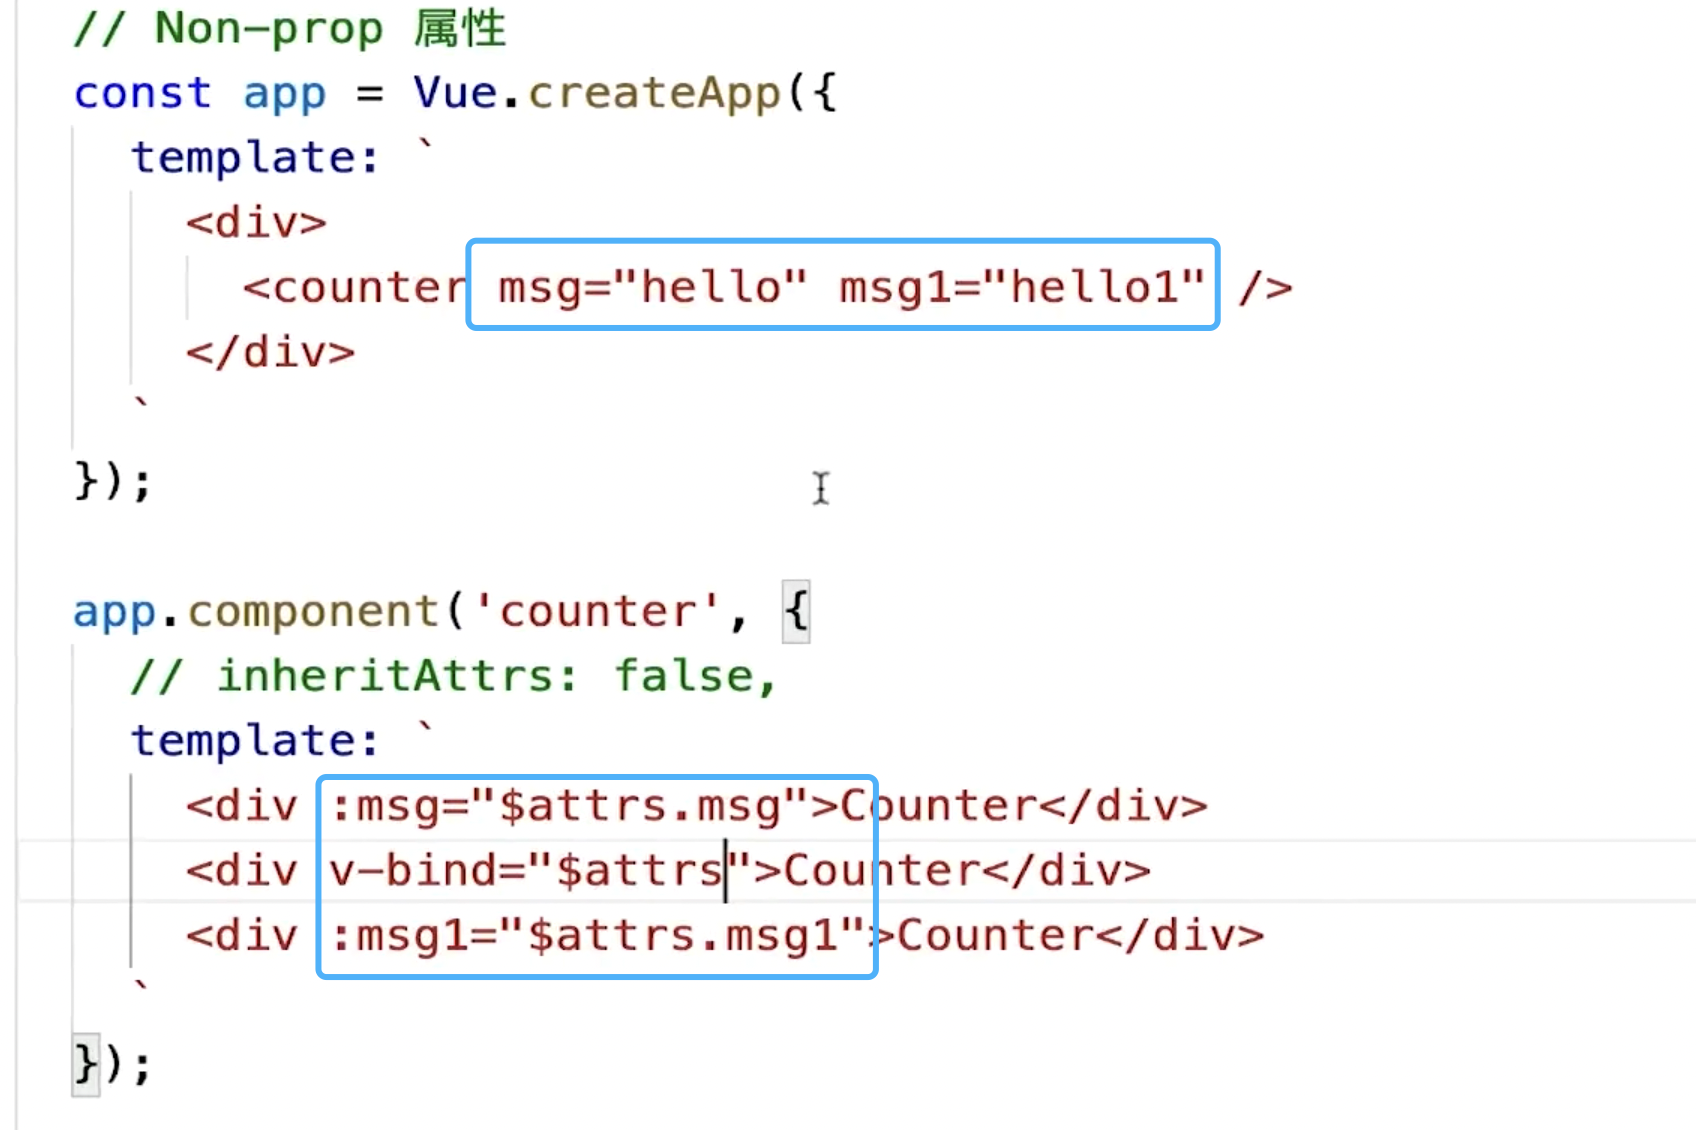 // Non-prop 属性
const app = Vue.createApp({
template: `
<div>
<counter msg="hello" msg1="hello1" />
</div>
`
});
app.component('counter', {
// inheritAttrs: false,
template: `
<div :msg="$attrs.msg">Counter</div>
<div v-bind="$attrs">Counter</div>
<div :msg1="$attrs.msg1">Counter</div>
`
});